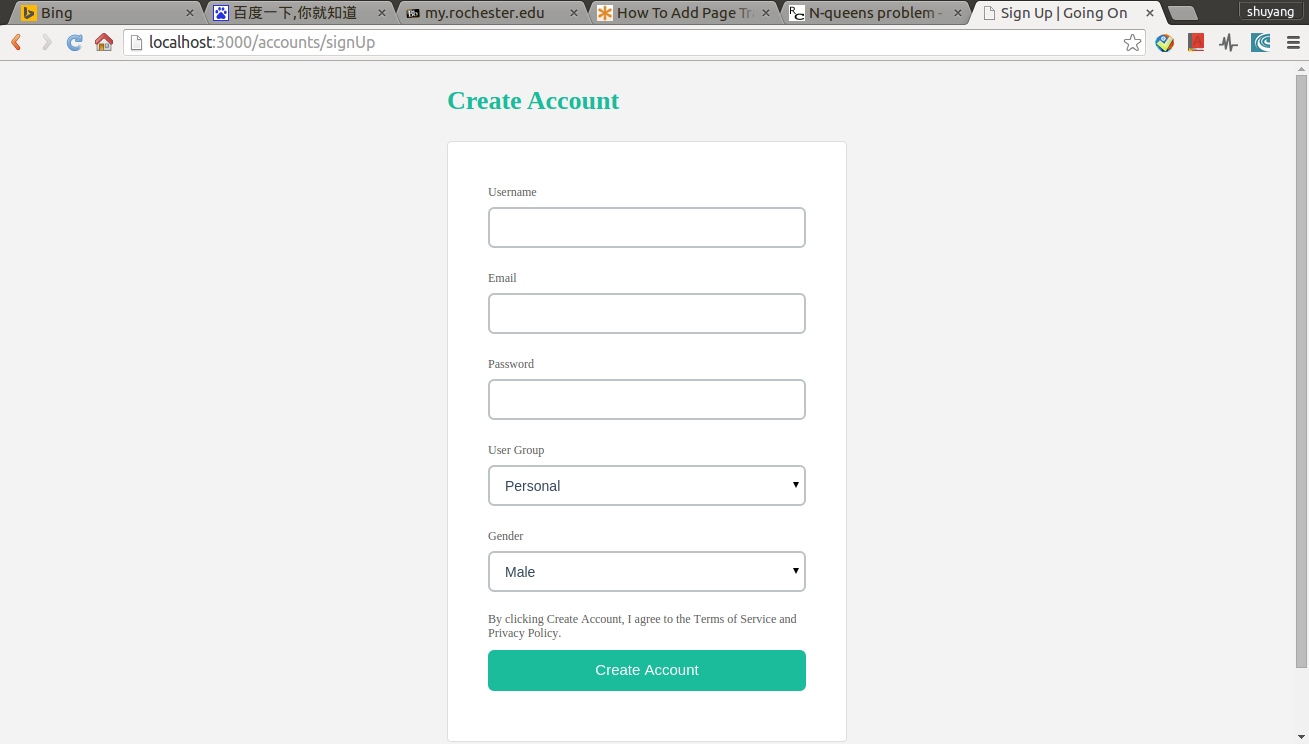 Bing
百度一下,你就知道
my.rochester.edu
How To Add Page Tr
N-queens problem -
Sign Up | Going On
shuyang
localhost:3000/accounts/signUp
Create Account
Username
Email
Password
User Group
Personal
Gender
Male
By clicking Create Account, I agree to the Terms of Service and
Privacy Policy.
Create Account